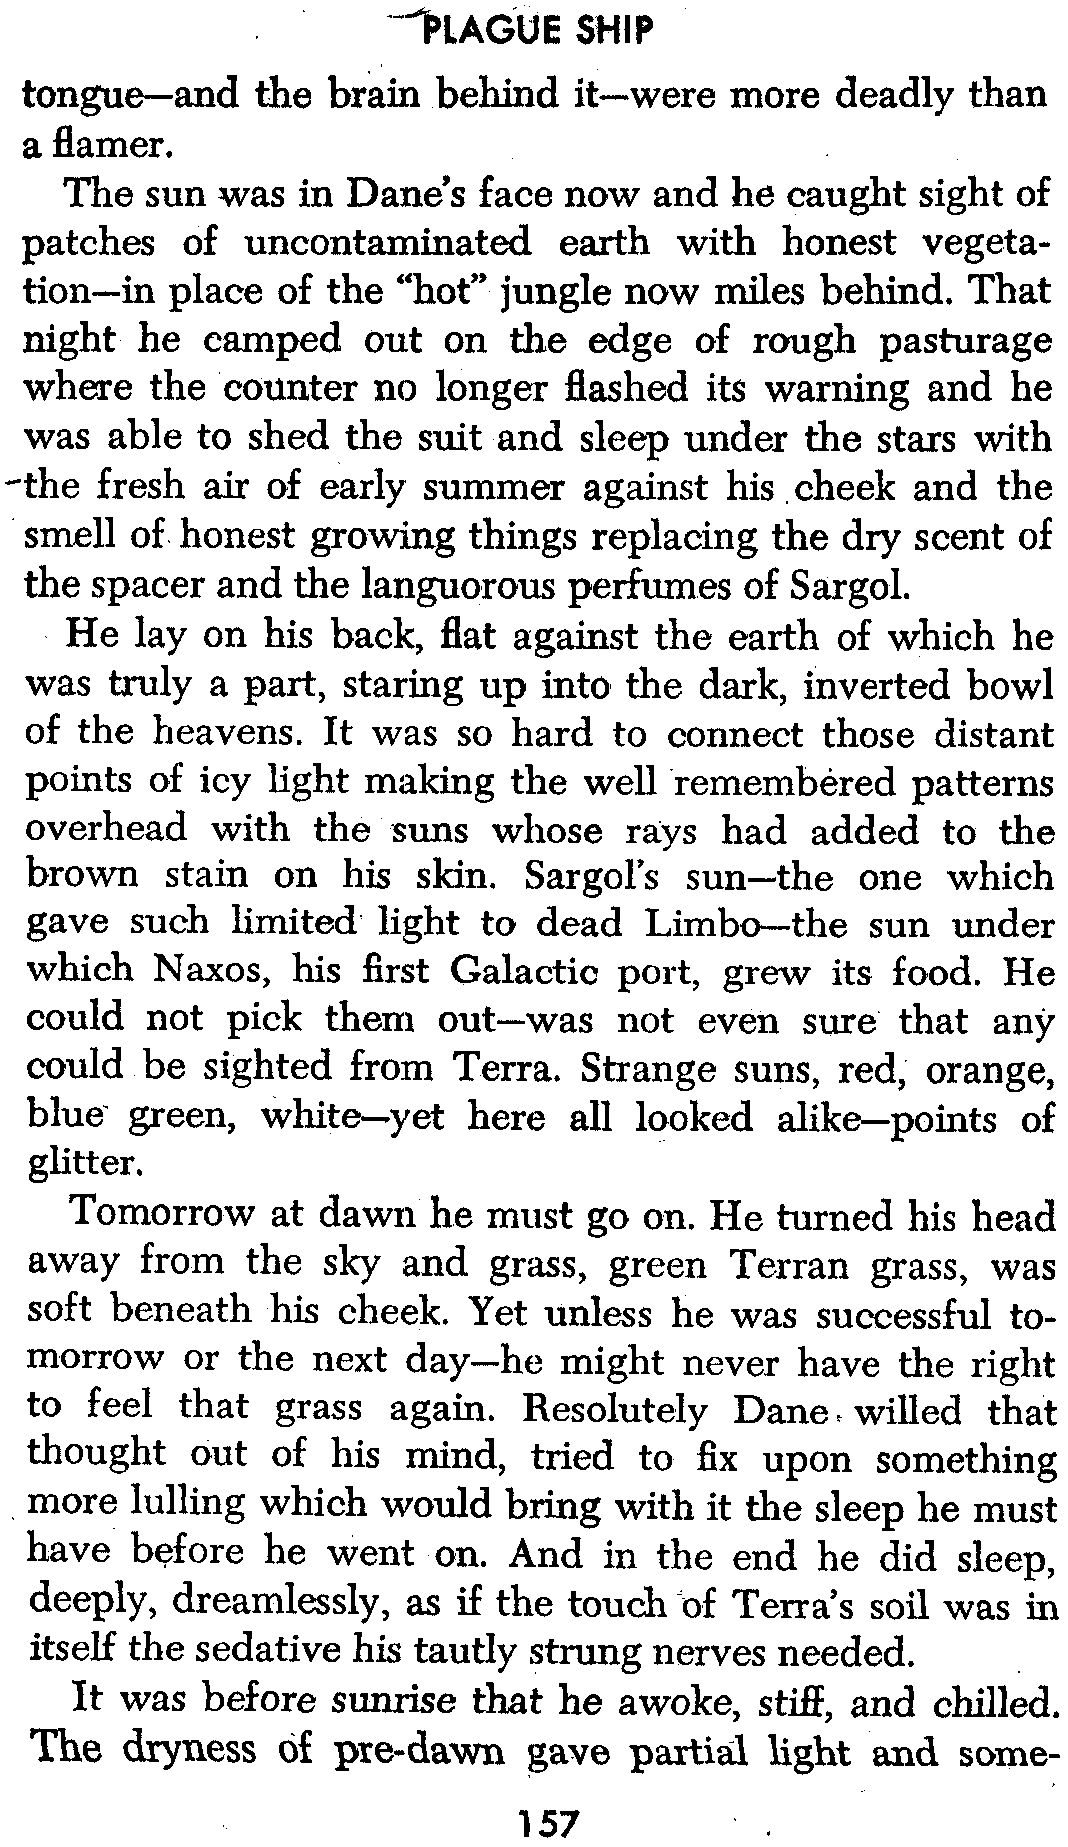 PLAGUE SHIP
tongue—and the brain behind it—were more deadly than
a flamer.
The sun was in Dane's face now and he caught sight of
patches of uncontaminated earth with honest vegeta-
tion—in place of the "hot" jungle now miles behind. That
night he camped out on the edge of rough pasturage
where the counter no longer flashed its warning and he
was able to shed the suit and sleep under the stars with
the fresh air of early summer against his cheek and the
smell of honest growing things replacing the dry scent of
the spacer and the languorous perfumes of Sargol.
He lay on his back, flat against the earth of which he
was truly a part, staring up into the dark, inverted bowl
of the heavens. It was so hard to connect those distant
points of icy light making the well remembered patterns
overhead with the suns whose rays had added to the
brown stain on his skin. Sargol's sun—the one which
gave such limited light to dead Limbo—the sun under
which Naxos, his first Galactic port, grew its food. He
could not pick them out—was not even sure that any
could be sighted from Terra. Strange suns, red, orange,
blue green, white—yet here all looked alike—points of
glitter.
Tomorrow at dawn he must go on. He turned his head
away from the sky and grass, green Terran grass, was
soft beneath his cheek. Yet unless he was successful to-
morrow or the next day—he might never have the right
to feel that grass again. Resolutely Dane willed that
thought out of his mind, tried to fix upon something
more lulling which would bring with it the sleep he must
have before he went on. And in the end he did sleep,
deeply, dreamlessly, as if the touch of Terra's soil was in
itself the sedative his tautly strung nerves needed.
It was before sunrise that he awoke, stiff, and chilled.
The dryness of pre-dawn gave partial light and some-
157